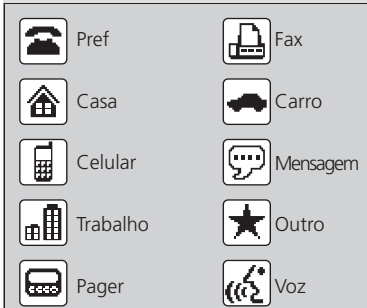 Pref
Fax
Casa
Carro
Celular
Mensagem
Trabalho
Outro
Pager
Voz